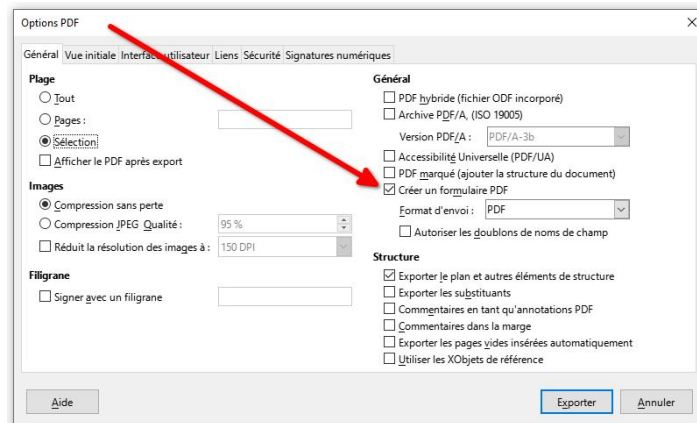 Options PDF
Général Vue initiale Interface utilisateur Liens Sécurité Signatures numériques
Plage
Tout
Pages :
Sélection
Afficher le PDF après export
Images
Compression sans perte
Compression JPEG Qualité : 95 %
Réduit la résolution des images à : 150 DPI
Filigrane
Signer avec un filigrane
Général
PDF hybride (fichier ODF incorporé)
Archive PDF/A, (ISO 19005)
Version PDF/A : PDF/A-3b
Accessibilité Universelle (PDF/UA)
PDF marqué (ajouter la structure du document)
Créer un formulaire PDF
Format d'envoi : PDF
Autoriser les doublons de noms de champ
Structure
Exporter le plan et autres éléments de structure
Exporter les substituants
Commentaires en tant qu'annotations PDF
Commentaires dans la marge
Exporter les pages vides insérées automatiquement
Utiliser les XObjets de référence
Aide
Exporter
Annuler